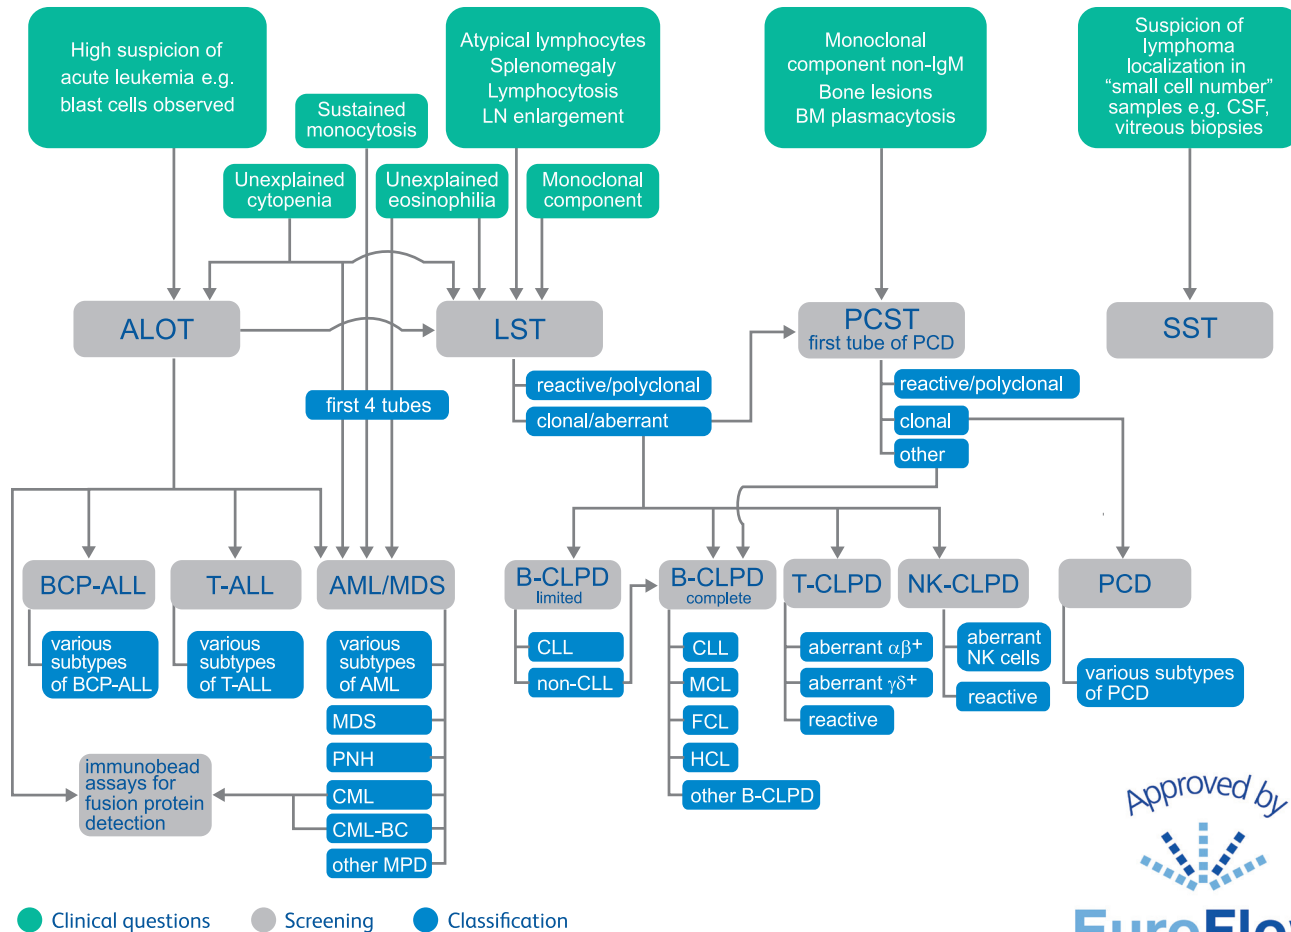 High suspicion of
acute leukemia e.g.
blast cells observed
Atypical lymphocytes
Splenomegaly
Lymphocytosis
LN enlargement
Monoclonal
component non-IgM
Bone lesions
BM plasmacytosis
Suspicion of
lymphoma
localization in
“small cell number”
samples e.g. CSF,
vitreous biopsies
Sustained
monocytosis
Unexplained
cytopenia
Unexplained
eosinophilia
Monoclonal
component
ALOT
LST
PCST
first tube of PCD
SST
first 4 tubes
reactive/polyclonal
clonal/aberrant
reactive/polyclonal
clonal
other
BCP-ALL
T-ALL
AML/MDS
B-CLPD
limited
B-CLPD
complete
T-CLPD
NK-CLPD
PCD
various
subtypes
of BCP-ALL
various
subtypes
of T-ALL
various
subtypes
of AML
MDS
PNH
CML
CML-BC
other MPD
immunobead
assays for
fusion protein
detection
CLL
non-CLL
CLL
MCL
FCL
HCL
other B-CLPD
aberrant αβ+
aberrant γδ+
reactive
aberrant
NK cells
reactive
various subtypes
of PCD
Approved by
EuroFlow
Clinical questions
Screening
Classification